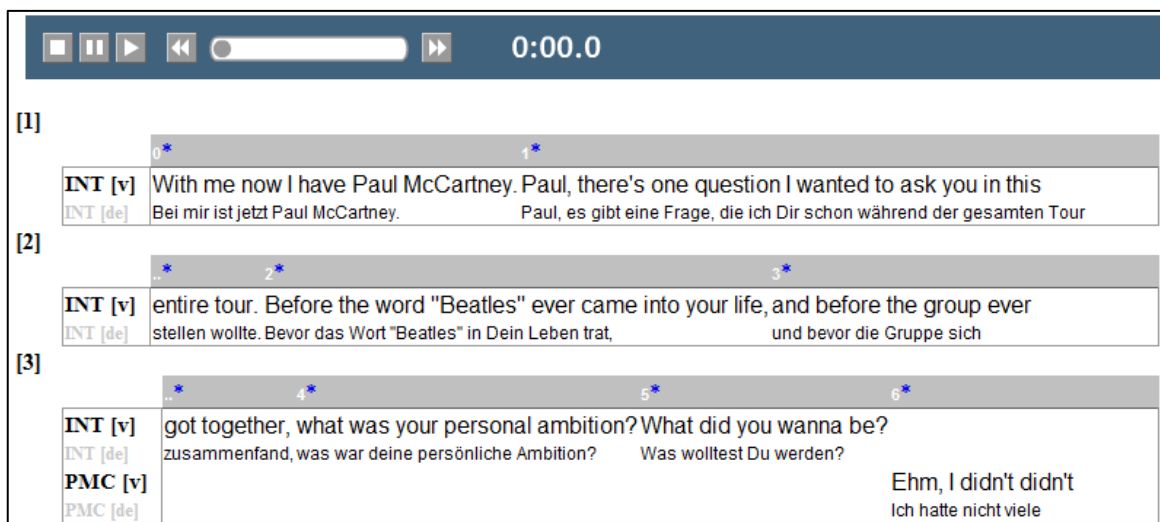 0:00.0
[1]
0* 1*
INT [v] With me now I have Paul McCartney. Paul, there's one question I wanted to ask you in this
INT [de] Bei mir ist jetzt Paul McCartney. Paul, es gibt eine Frage, die ich Dir schon während der gesamten Tour
[2]
..* 2* 3*
INT [v] entire tour. Before the word "Beatles" ever came into your life, and before the group ever
INT [de] stellen wollte. Bevor das Wort "Beatles" in Dein Leben trat, und bevor die Gruppe sich
[3]
..* 4* 5* 6*
INT [v] got together, what was your personal ambition? What did you wanna be?
INT [de] zusammenfand, was war deine persönliche Ambition? Was wolltest Du werden?
PMC [v] Ehm, I didn't didn't
PMC [de] Ich hatte nicht viele